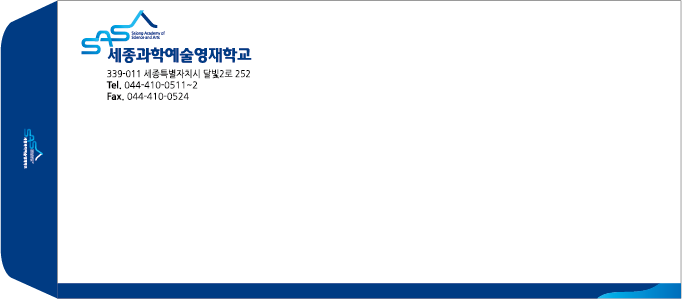 SASA
Sejong Academy of
Science and Arts
세종과학예술영재학교
339-011 세종특별자치시 달빛2로 252
Tel. 044-410-0511~2
Fax. 044-410-0524